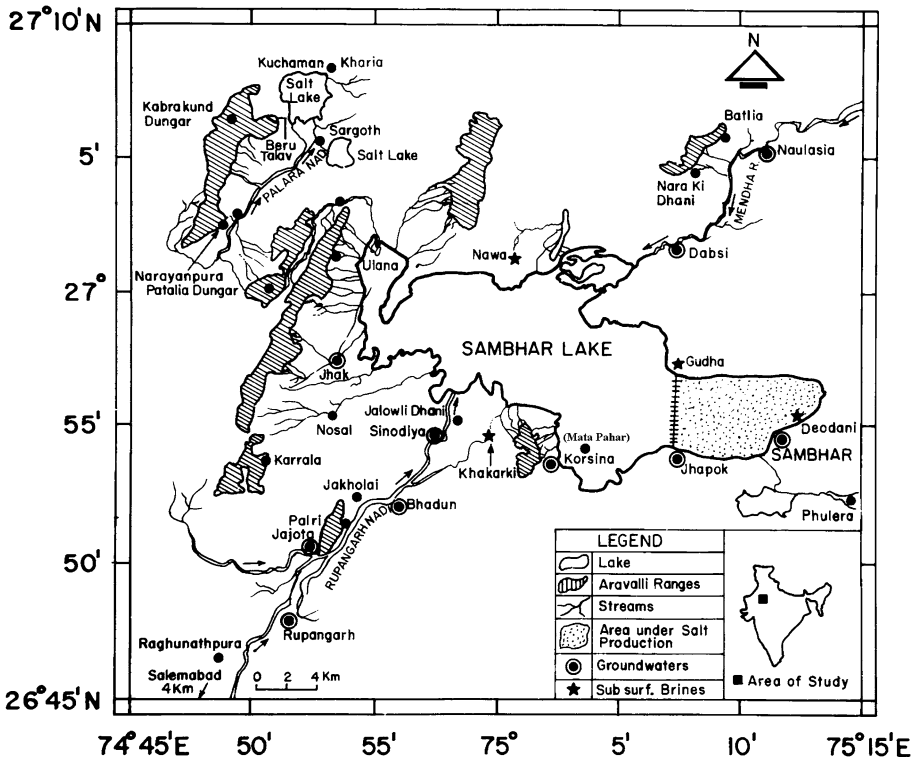 27°10'
N
Kuchaman
Kharia
Salt
Lake
Kabrakund
Dungar
Batlia
Sargoth
Beru
Talav
Salt Lake
5'
Naulasia
PALARA NADI
Nara Ki
Dhani
MENDHA R.
Nawa
Ulana
Dabsi
Narayanpura
Patalia Dungar
27°
SAMBHAR LAKE
Gudha
Jhak
Jalowli Dhani
Nosal
Sinodiya
55'
Deodani
(Mata Pahar)
Karrala
Khakarki
Korsina
Jhapok
SAMBHAR
Jakholai
Bhadun
Phulera
Palri
Jajota
RUPANGARH NADI
50'
LEGEND
Lake
Aravalli Ranges
Streams
Area under Salt
Production
Groundwaters
Sub surf. Brines
Area of Study
Rupangarh
Raghunathpura
Salemabad
4Km
0 2 4 Km
26°45'N
74°45'E
50'
55'
75°
5'
10'
75°15'E